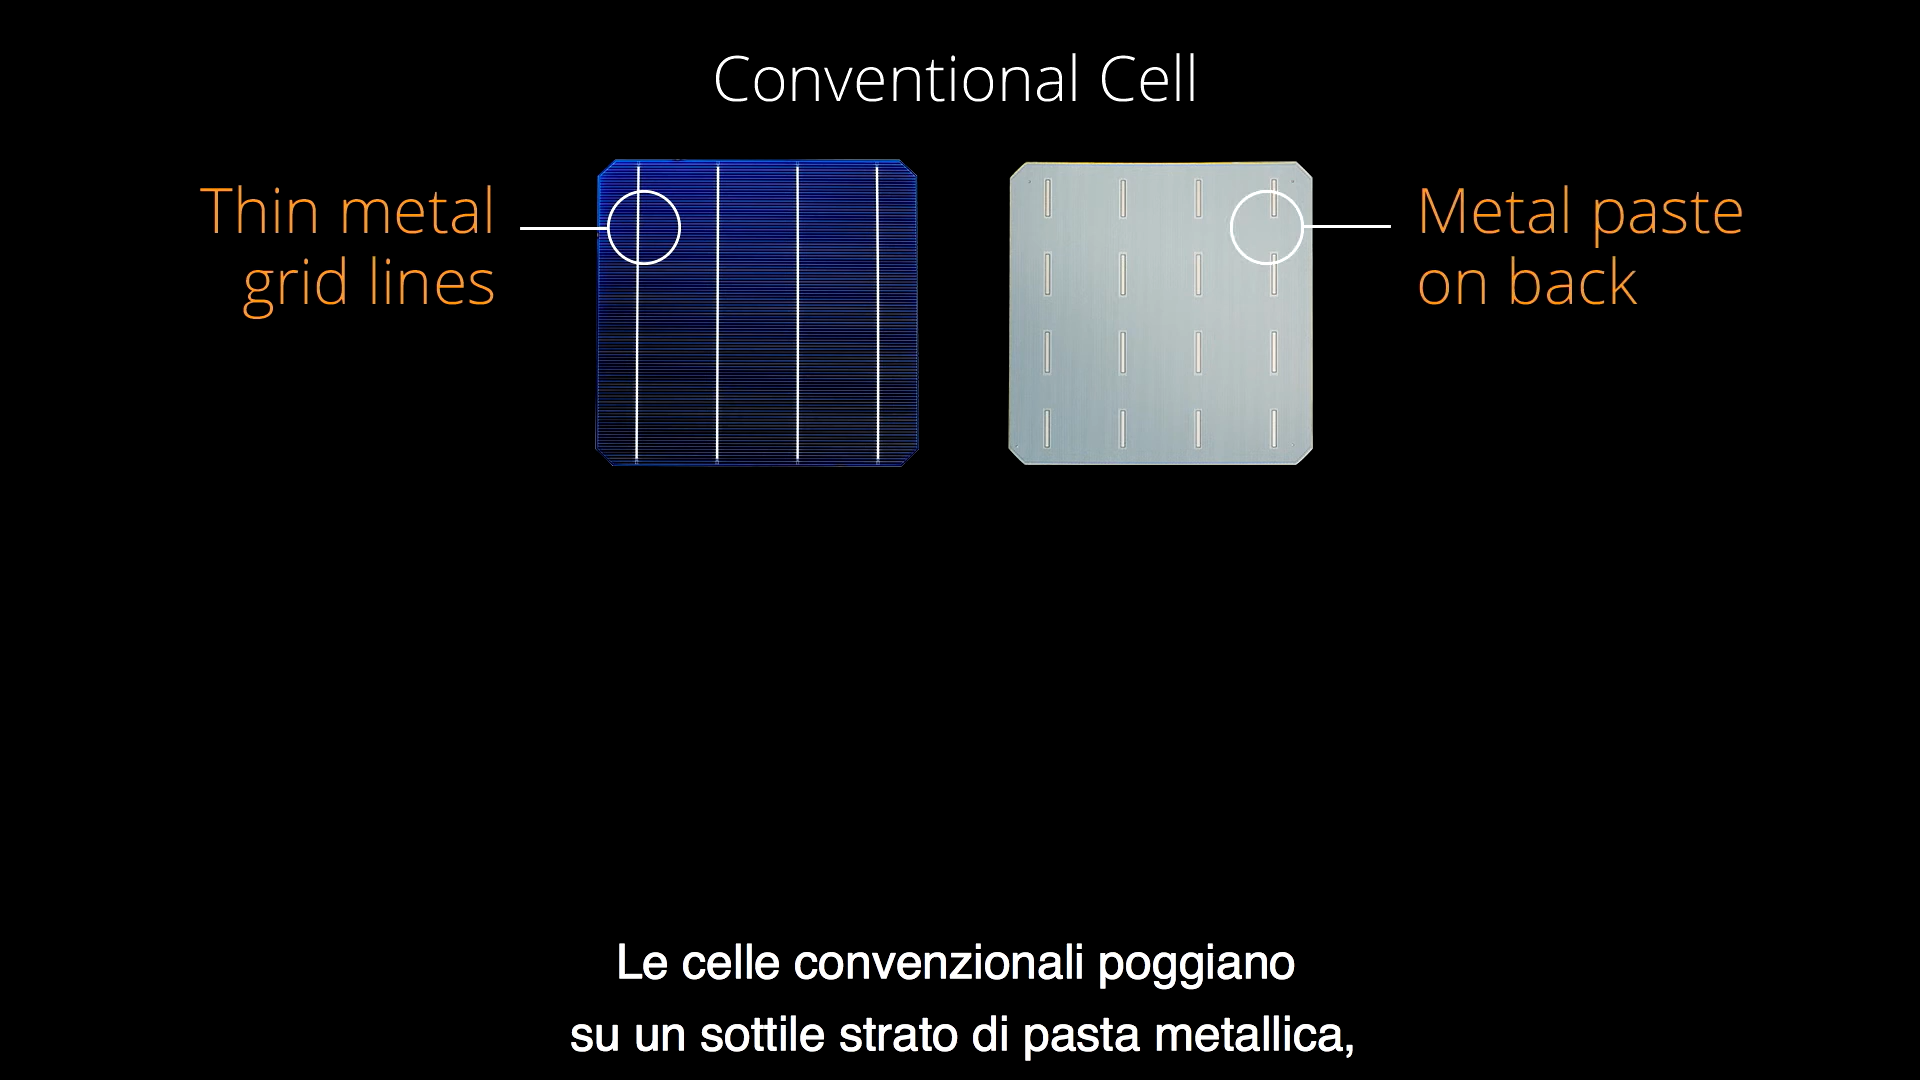 Conventional Cell
Thin metal
grid lines
Metal paste
on back
Le celle convenzionali poggiano
su un sottile strato di pasta metallica,